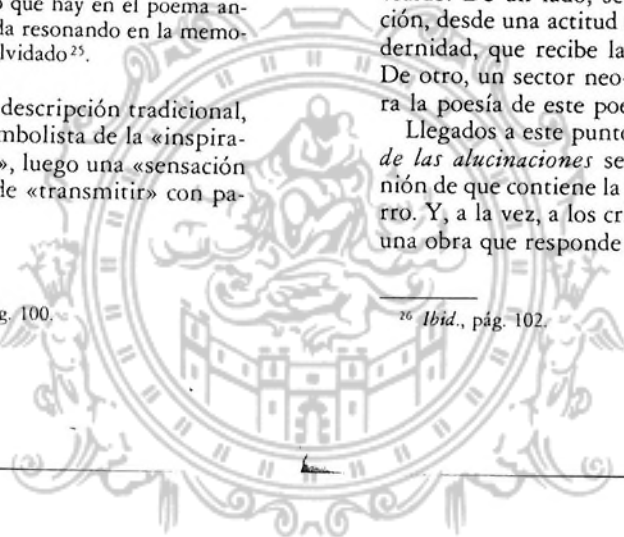 que hay en el poema an-
da resonando en la memo-
lvidado ²⁵.
descripción tradicional,
mbolista de la «inspira-
», luego una «sensación
de «transmitir» con pa-
g. 100.
ción, desde una actitud
dernidad, que recibe la
De otro, un sector neo-
ra la poesía de este poe
Llegados a este punto
de las alucinaciones se
nión de que contiene la
rro. Y, a la vez, a los cr
una obra que responde
²⁶ Ibid., pág. 102.